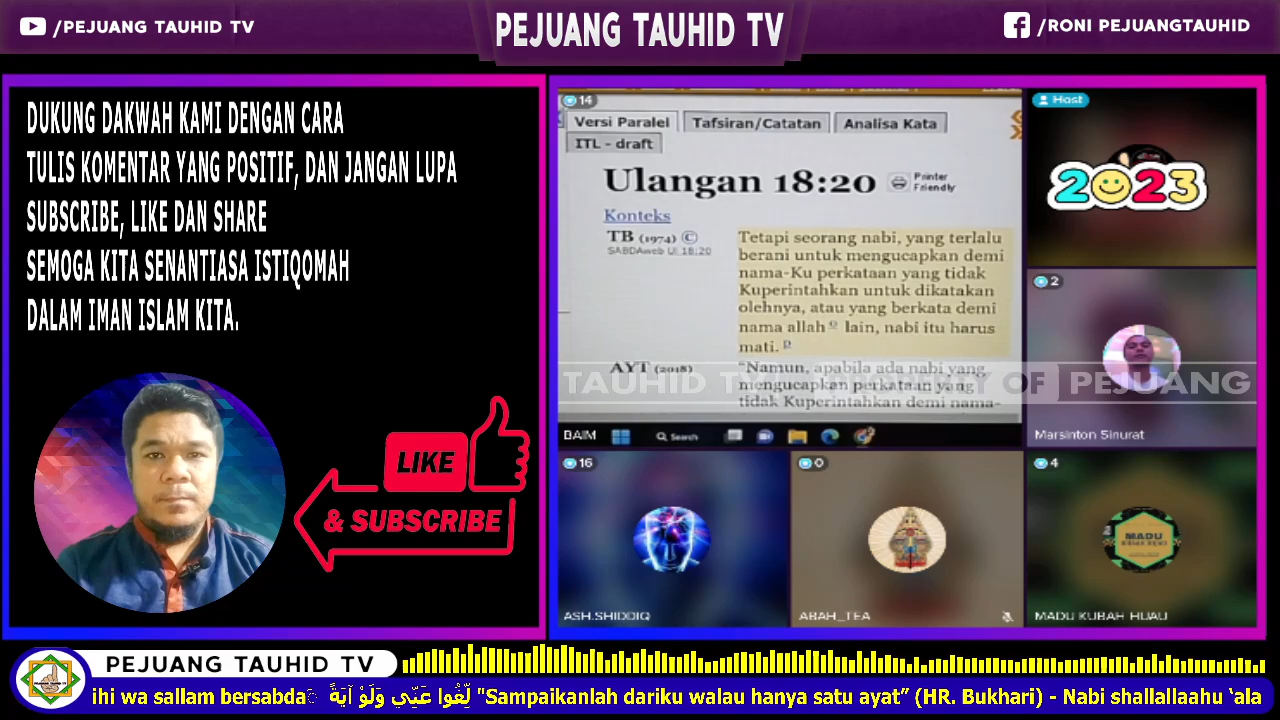 /PEJUANG TAUHID TV
PEJUANG TAUHID TV
/RONI PEJUANGTAUHID
DUKUNG DAKWAH KAMI DENGAN CARA
TULIS KOMENTAR YANG POSITIF, DAN JANGAN LUPA
SUBSCRIBE, LIKE DAN SHARE
SEMOGA KITA SENANTIASA ISTIQOMAH
DALAM IMAN ISLAM KITA.
LIKE
& SUBSCRIBE
14
Versi Paralel
Tafsiran/Catatan
Analisa Kata
ITL - draft
Ulangan 18:20
Printer
Friendly
Konteks
TB (1974) ©
SABDAweb Ul 18:20
Tetapi seorang nabi, yang terlalu
berani untuk mengucapkan demi
nama-Ku perkataan yang tidak
Kuperintahkan untuk dikatakan
olehnya, atau yang berkata demi
nama allah o lain, nabi itu harus
mati. p
AYT (2018)
"Namun, apabila ada nabi yang
mengucapkan perkataan yang
tidak Kuperintahkan demi nama-
TAUHID TV
OF PEJUANG
BAIM
Search
Host
2023
2
Marsinton Sinurat
16
ASH.SHIDDIQ
0
ABAH_TEA
4
MADU
MADU KUBAH HIJAU
PEJUANG TAUHID TV
ihi wa sallam bersabda لِّغُوا عَنِّي وَلَوْ آيَةً "Sampaikanlah dariku walau hanya satu ayat” (HR. Bukhari) - Nabi shallallaahu ‘ala